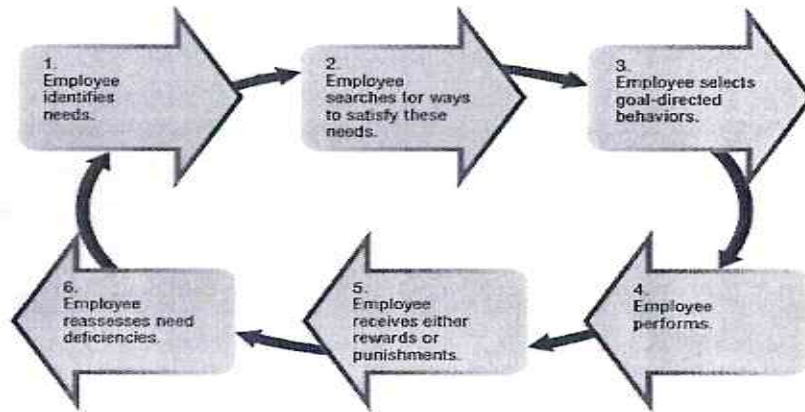 1.
Employee
identifies
needs.
2.
Employee
searches for ways
to satisfy these
needs.
3.
Employee selects
goal-directed
behaviors.
4.
Employee
performs.
5.
Employee
receives either
rewards or
punishments.
6.
Employee
reassesses need
deficiencies.